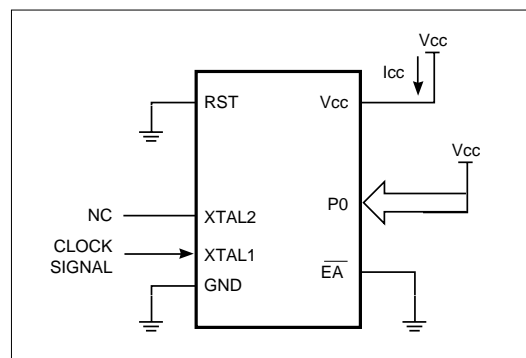 Vcc
Icc
RST
Vcc
Vcc
P0
NC
XTAL2
CLOCK
SIGNAL
XTAL1
GND
EA